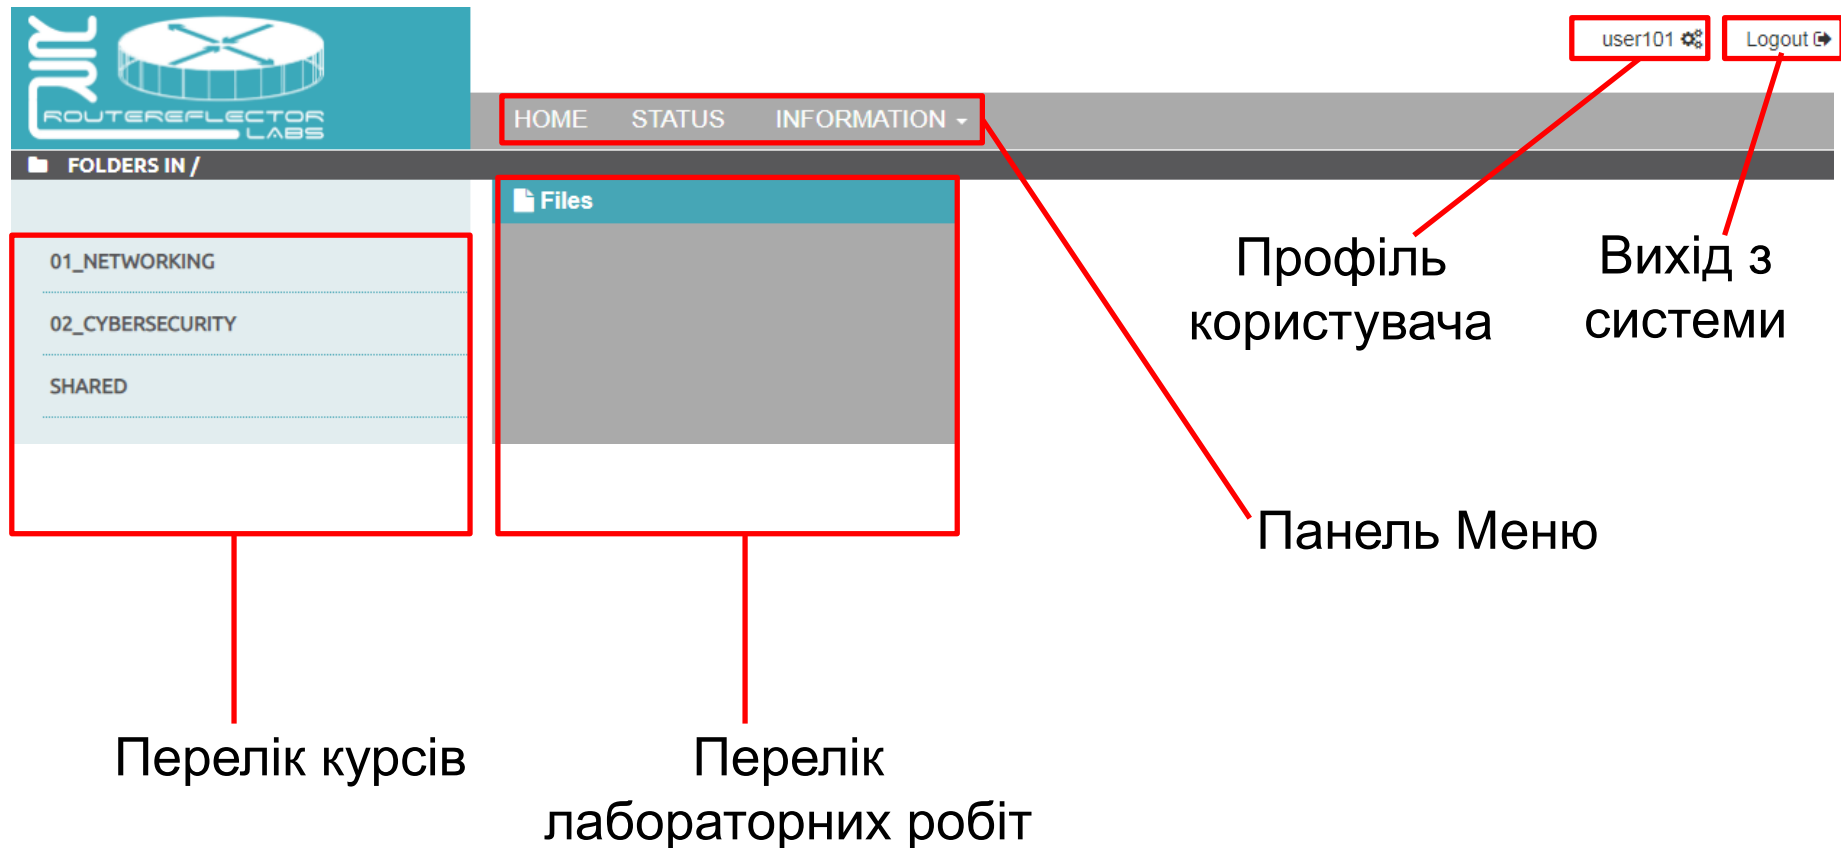 user101
Logout
ROUTEREFLECTOR
LABS
HOME STATUS INFORMATION
FOLDERS IN /
Files
01_NETWORKING
02_CYBERSECURITY
SHARED
Профіль
користувача
Вихід з
системи
Панель Меню
Перелік курсів
Перелік
лабораторних робіт